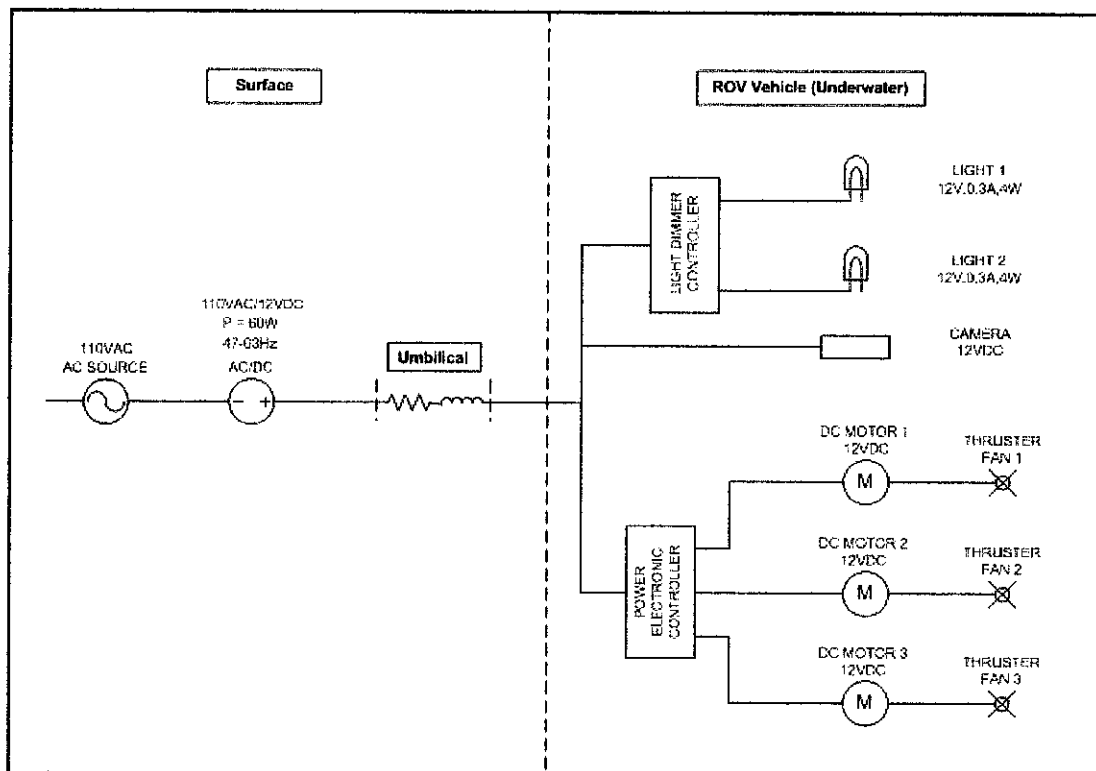 Surface
ROV Vehicle (Underwater)
LIGHT 1
12V,0.3A,4W
LIGHT DIMMER
CONTROLLER
LIGHT 2
12V,0.3A,4W
110VAC/12VDC
P = 60W
47-63Hz
AC/DC
110VAC
AC SOURCE
Umbilical
CAMERA
12VDC
DC MOTOR 1
12VDC
M
THRUSTER
FAN 1
POWER
ELECTRONIC
CONTROLLER
DC MOTOR 2
12VDC
M
THRUSTER
FAN 2
DC MOTOR 3
12VDC
M
THRUSTER
FAN 3